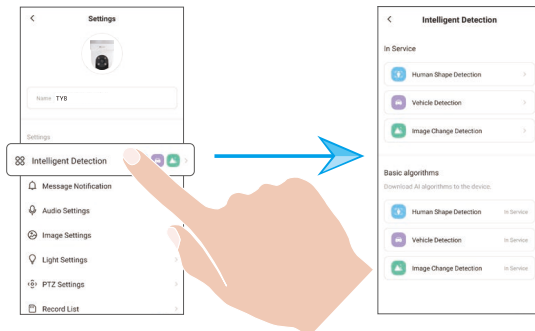 Settings
Name TYB
Settings
Intelligent Detection
Message Notification
Audio Settings
Image Settings
Light Settings
PTZ Settings
Record List
Intelligent Detection
In Service
Human Shape Detection
Vehicle Detection
Image Change Detection
Basic algorithms
Download AI algorithms to the device.
Human Shape Detection In Service
Vehicle Detection In Service
Image Change Detection In Service